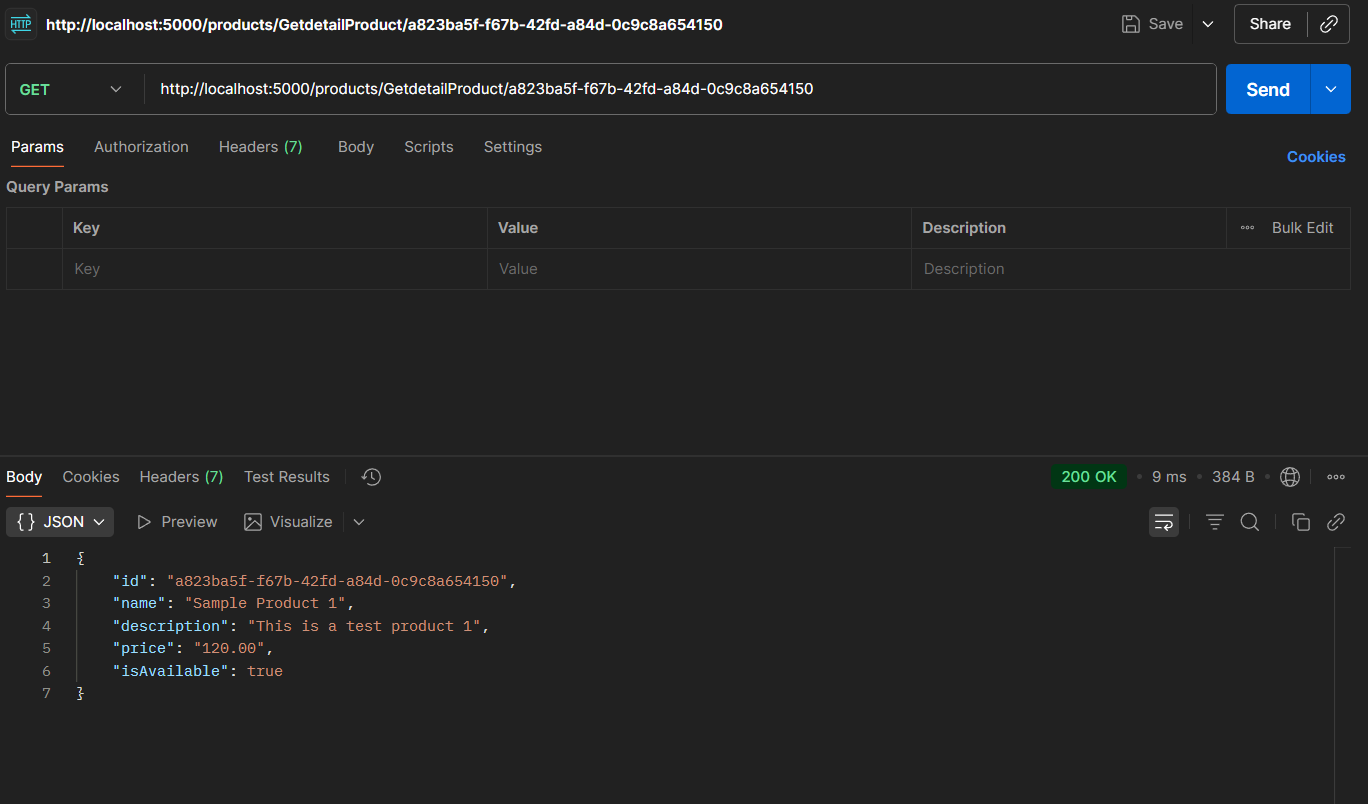 HTTP http://localhost:5000/products/GetdetailProduct/a823ba5f-f67b-42fd-a84d-0c9c8a654150 Save Share
GET http://localhost:5000/products/GetdetailProduct/a823ba5f-f67b-42fd-a84d-0c9c8a654150 Send
Params Authorization Headers (7) Body Scripts Settings Cookies
Query Params
Key Value Description Bulk Edit
Key Value Description
Body Cookies Headers (7) Test Results 200 OK 9 ms 384 B
{} JSON Preview Visualize
1 {
2 "id": "a823ba5f-f67b-42fd-a84d-0c9c8a654150",
3 "name": "Sample Product 1",
4 "description": "This is a test product 1",
5 "price": "120.00",
6 "isAvailable": true
7 }